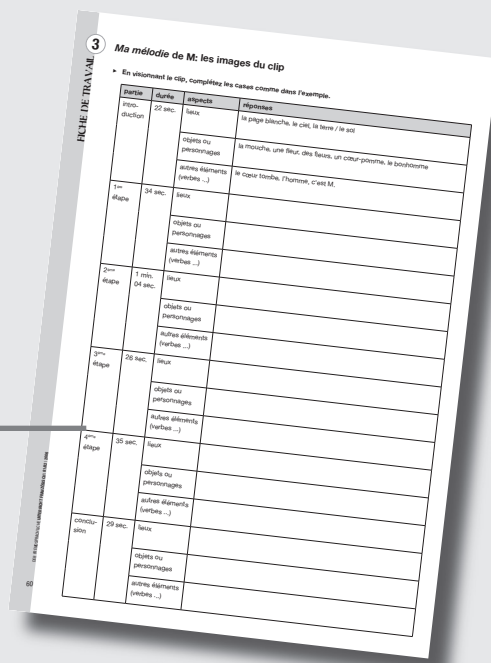 3
Ma mélodie de M: les images du clip
FICHE DE TRAVAIL
► En visionnant le clip, complétez les cases comme dans l'exemple.
partie durée aspects réponses
intro- 22 sec. lieux la page blanche, le ciel, la terre / le sol
duction
objets ou la mouche, une fleur, des fleurs, un cœur-pomme, le bonhomme
personnages
autres éléments le cœur tombe, l'homme, c'est M.
(verbes ...)
1ère 34 sec. lieux
étape
objets ou
personnages
autres éléments
(verbes ...)
2ème 1 min. lieux
étape 04 sec.
objets ou
personnages
autres éléments
(verbes ...)
3ème 26 sec. lieux
étape
objets ou
personnages
autres éléments
(verbes ...)
4ème 35 sec. lieux
étape
objets ou
personnages
autres éléments
(verbes ...)
conclu- 29 sec. lieux
sion
objets ou
personnages
autres éléments
(verbes ...)
60